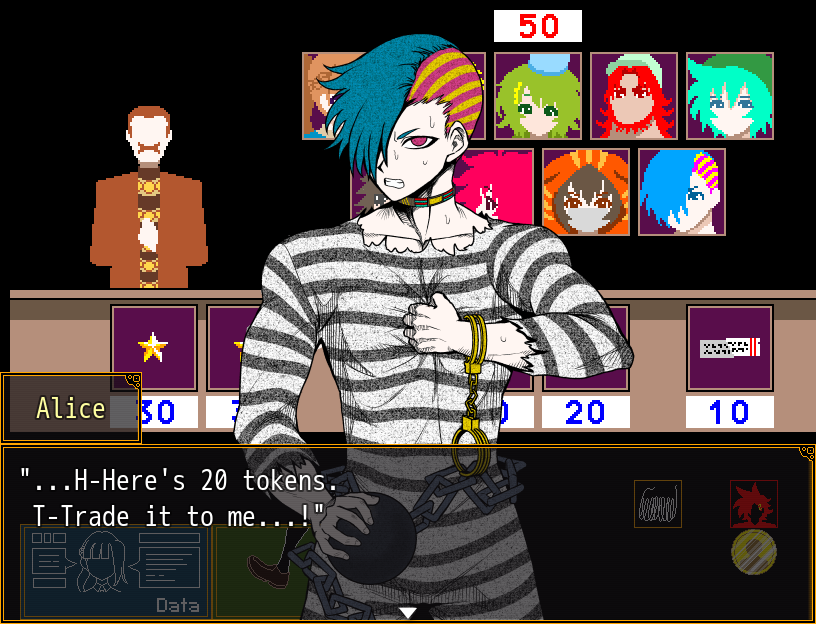 50
30
20
10
Alice
"...H-Here's 20 tokens.
T-Trade it to me...!"
Data